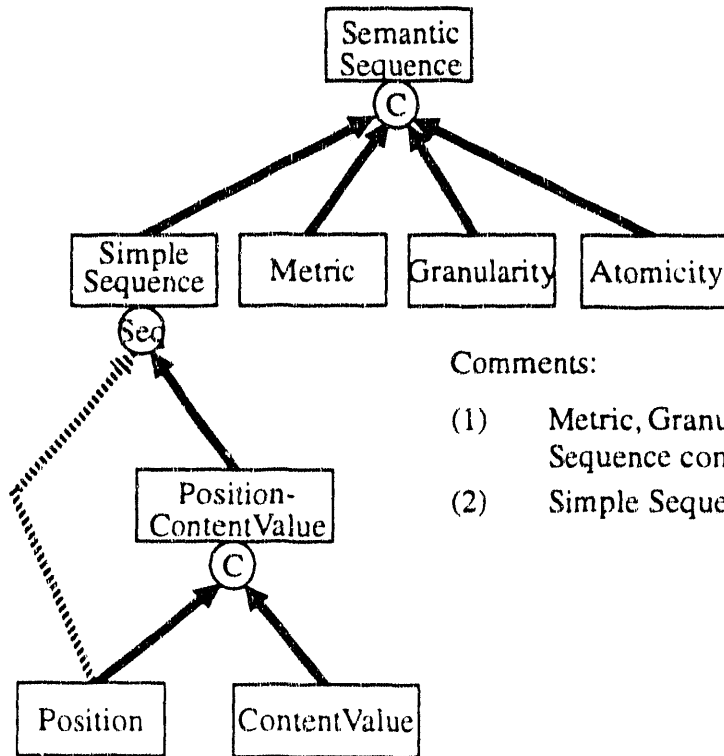 Semantic
Sequence
C
Simple
Sequence
Metric
Granularity
Atomicity
Seq
Comments:
(1) Metric, Granu
Sequence con
(2) Simple Seque
Position-
ContentValue
C
Position
ContentValue